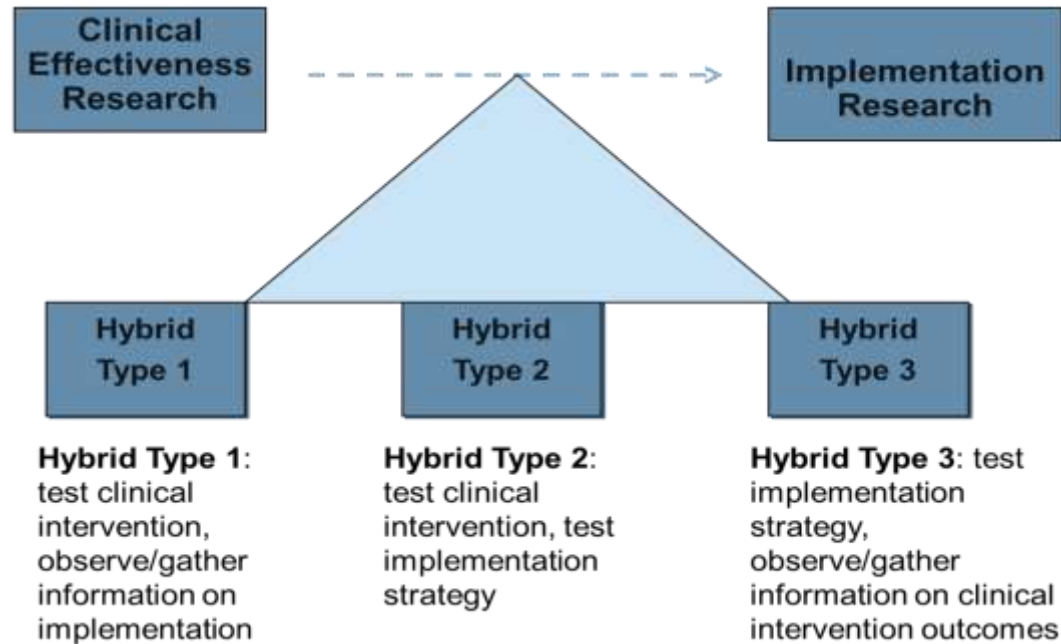 Clinical
Effectiveness
Research
Implementation
Research
Hybrid
Type 1
Hybrid
Type 2
Hybrid
Type 3
Hybrid Type 1:
test clinical
intervention,
observe/gather
information on
implementation
Hybrid Type 2:
test clinical
intervention, test
implementation
strategy
Hybrid Type 3: test
implementation
strategy,
observe/gather
information on clinical
intervention outcomes